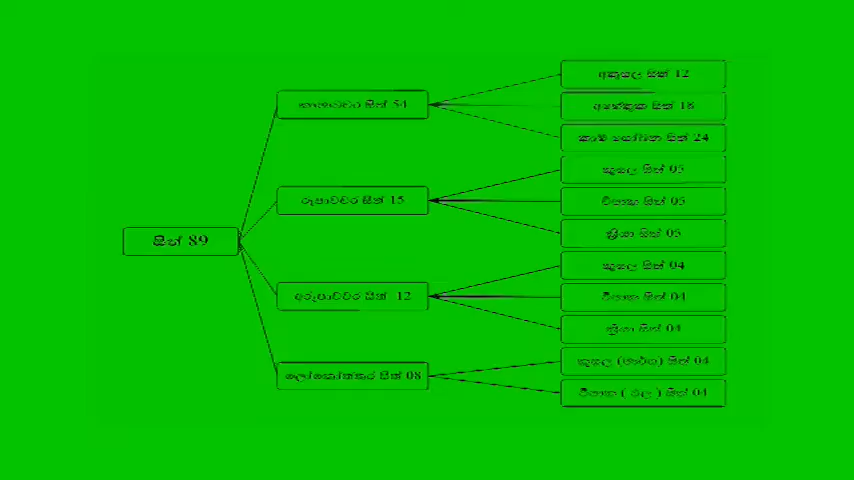 සිත් 89
කාමාවචර සිත් 54
රූපාවචර සිත් 15
අරූපාවචර සිත් 12
ලෝකෝත්තර සිත් 08
අකුසල සිත් 12
අහේතුක සිත් 18
කාම ශෝභන සිත් 24
කුසල සිත් 05
විපාක සිත් 05
ක්‍රියා සිත් 05
කුසල සිත් 04
විපාක සිත් 04
ක්‍රියා සිත් 04
කුසල (මාර්ග) සිත් 04
විපාක ( ඵල ) සිත් 04